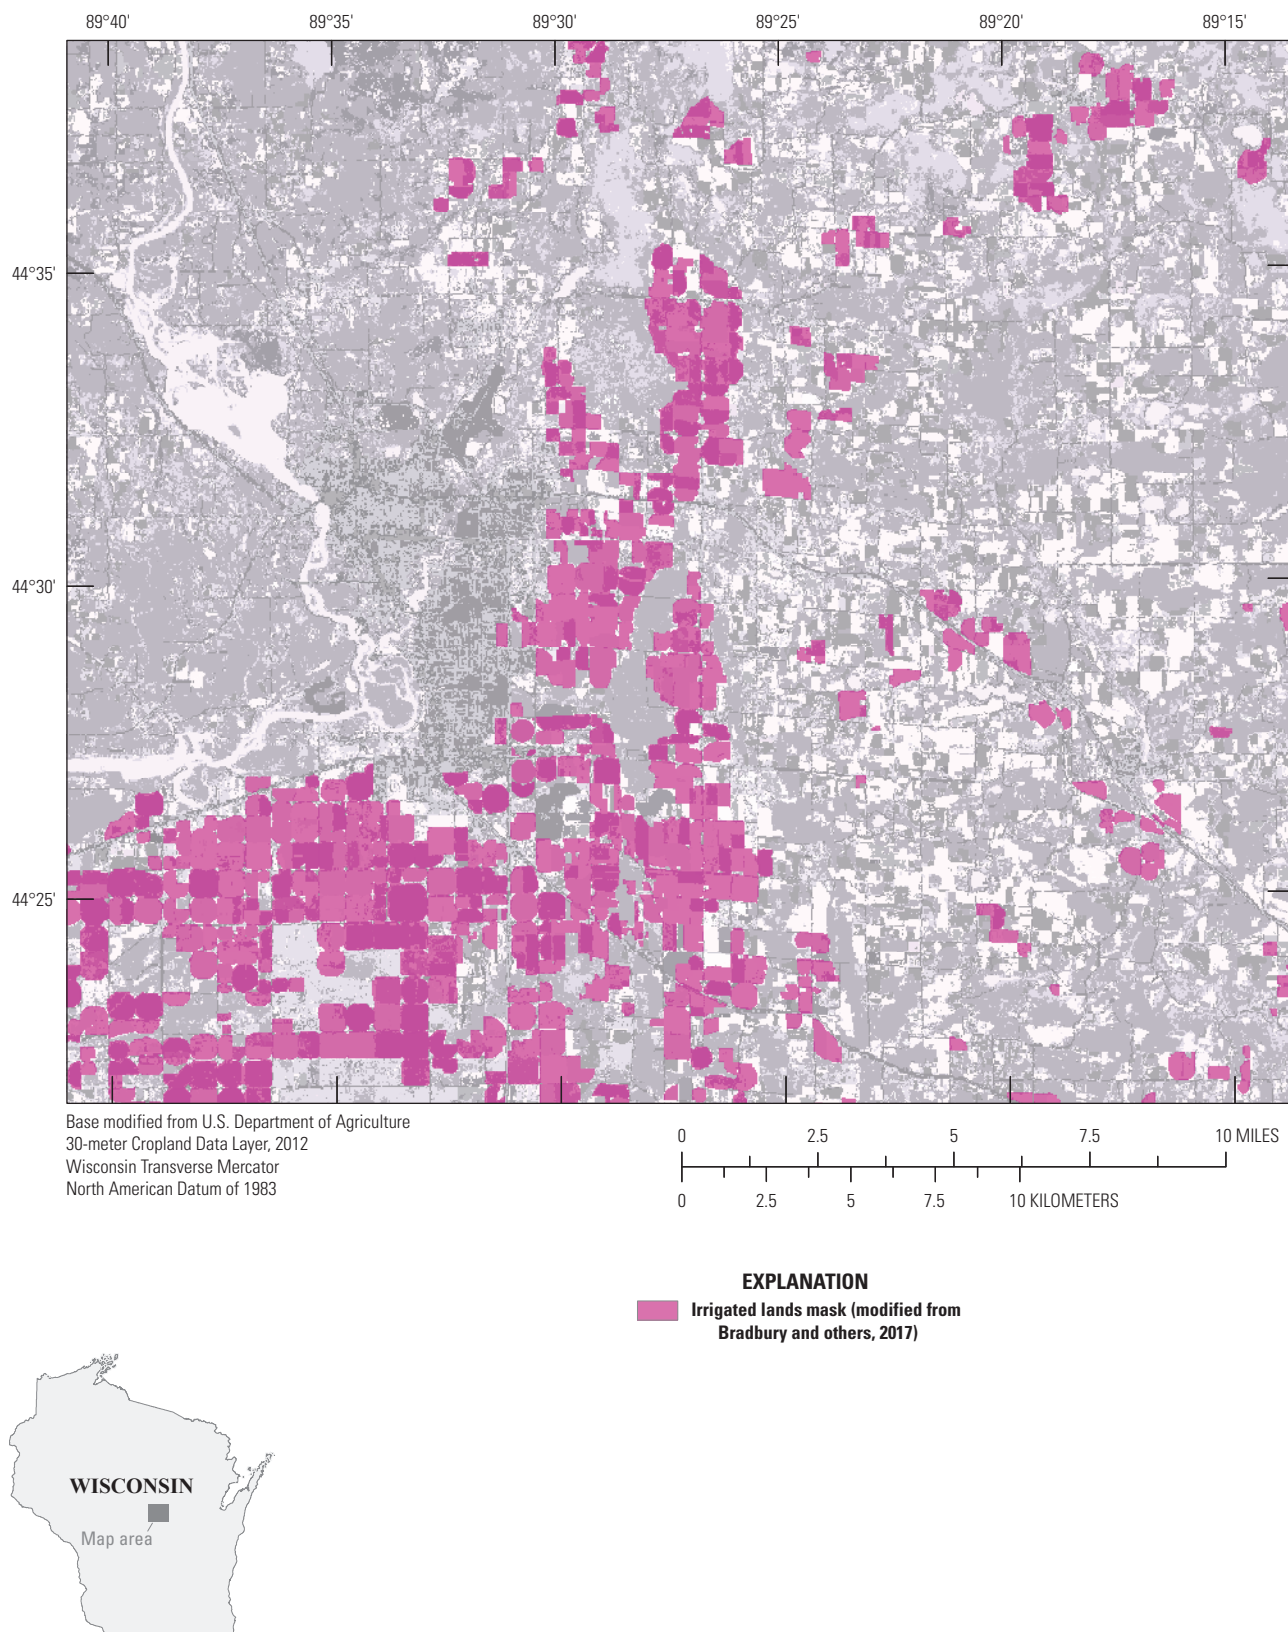 89°40' 89°35' 89°30' 89°25' 89°20' 89°15'
44°35'
44°30'
44°25'
Base modified from U.S. Department of Agriculture
30-meter Cropland Data Layer, 2012
Wisconsin Transverse Mercator
North American Datum of 1983
0 2.5 5 7.5 10 MILES
0 2.5 5 7.5 10 KILOMETERS
EXPLANATION
Irrigated lands mask (modified from
Bradbury and others, 2017)
WISCONSIN
Map area